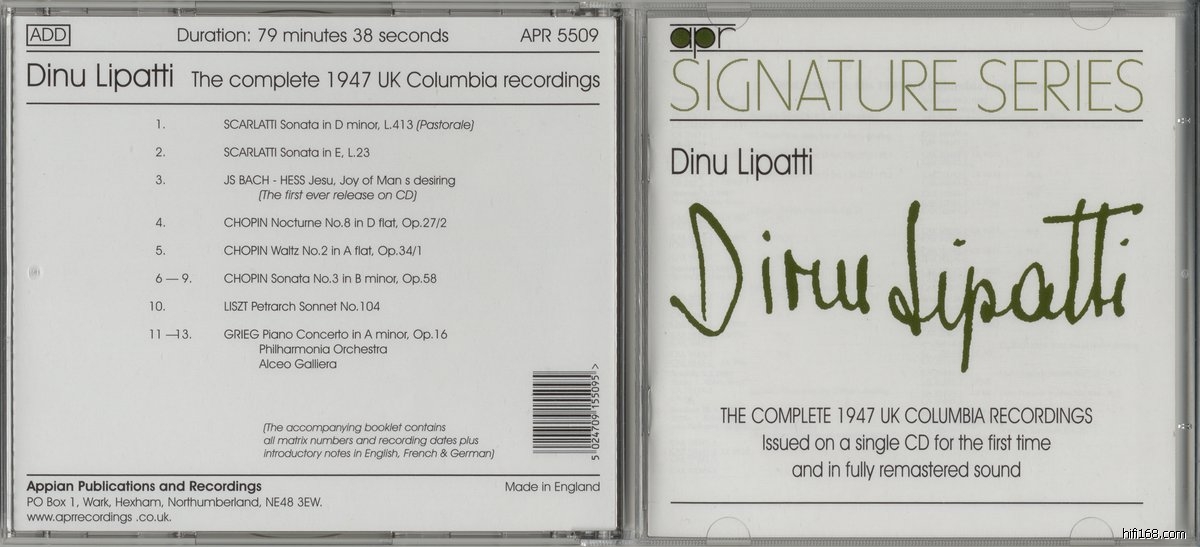 ADD Duration: 79 minutes 38 seconds APR 5509
Dinu Lipatti The complete 1947 UK Columbia recordings
1. SCARLATTI Sonata in D minor, L.413 (Pastorale)
2. SCARLATTI Sonata in E, L.23
3. JS BACH - HESS Jesu, Joy of Man s desiring
(The first ever release on CD)
4. CHOPIN Nocturne No.8 in D flat, Op.27/2
5. CHOPIN Waltz No.2 in A flat, Op.34/1
6 — 9. CHOPIN Sonata No.3 in B minor, Op.58
10. LISZT Petrarch Sonnet No.104
11 —13. GRIEG Piano Concerto in A minor, Op.16
Philharmonia Orchestra
Alceo Galliera
(The accompanying booklet contains
all matrix numbers and recording dates plus
introductory notes in English, French & German)
5 024709 155095 >
Appian Publications and Recordings Made in England
PO Box 1, Wark, Hexham, Northumberland, NE48 3EW.
www.aprrecordings .co.uk.
apr
SIGNATURE SERIES
Dinu Lipatti
Dinu Lipatti
THE COMPLETE 1947 UK COLUMBIA RECORDINGS
Issued on a single CD for the first time
and in fully remastered sound
hifi168.com